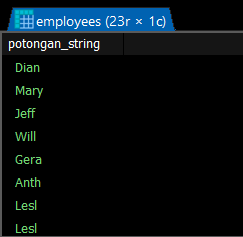 employees (23r × 1c)
potongan_string
Dian
Mary
Jeff
Will
Gera
Anth
Lesl
Lesl